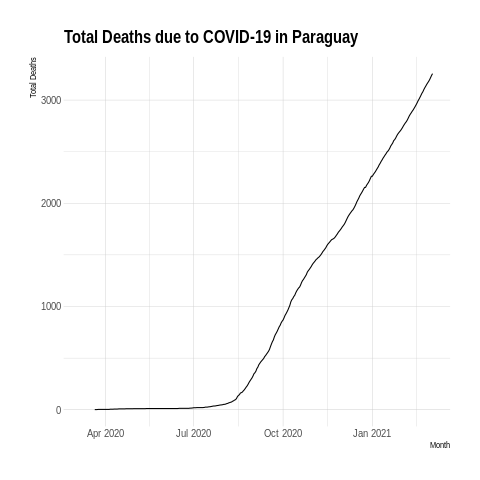 Total Deaths due to COVID-19 in Paraguay
Total Deaths
3000
2000
1000
0
Apr 2020
Jul 2020
Oct 2020
Jan 2021
Month